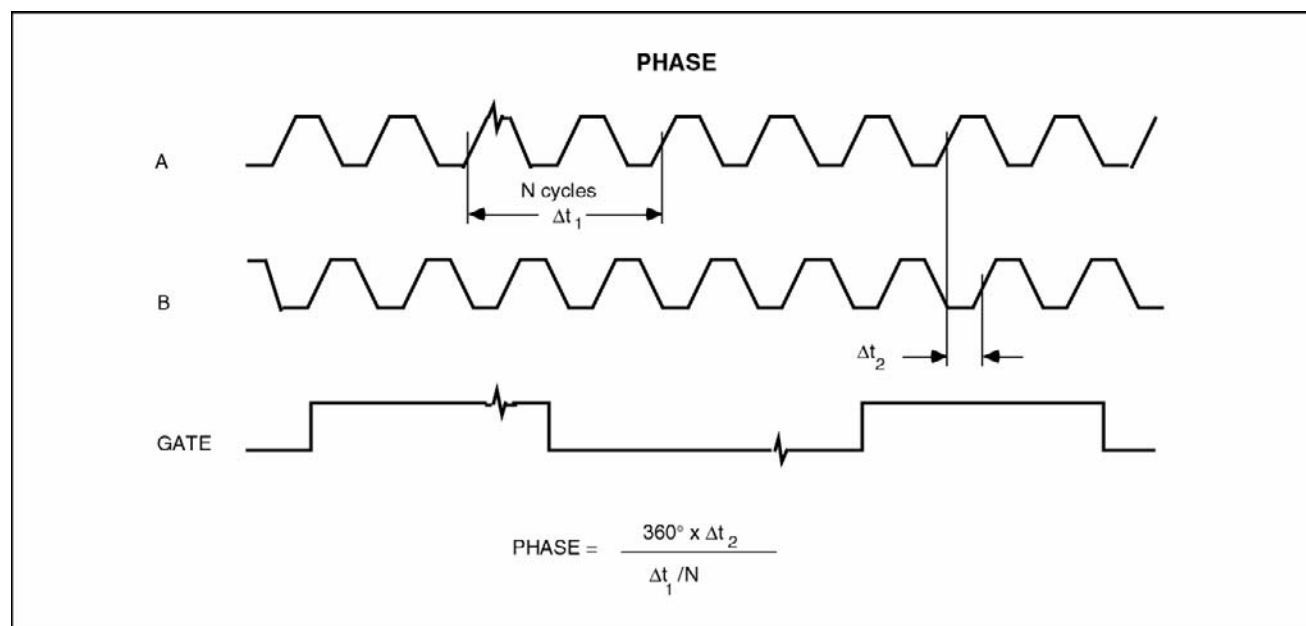 PHASE
A
N cycles
Δt₁
B
Δt₂
GATE
PHASE = 360° x Δt₂
Δt₁/N